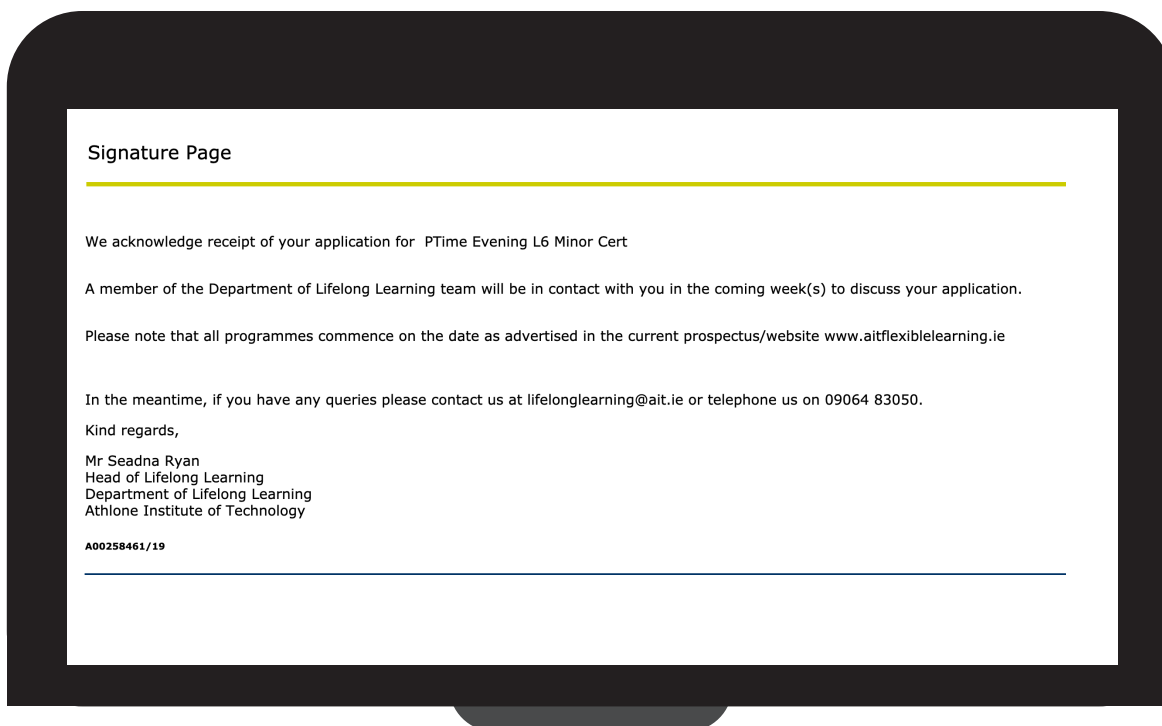 Signature Page
We acknowledge receipt of your application for  PTime Evening L6 Minor Cert
A member of the Department of Lifelong Learning team will be in contact with you in the coming week(s) to discuss your application.
Please note that all programmes commence on the date as advertised in the current prospectus/website www.aitflexiblelearning.ie
In the meantime, if you have any queries please contact us at lifelonglearning@ait.ie or telephone us on 09064 83050.
Kind regards,
Mr Seadna Ryan
Head of Lifelong Learning
Department of Lifelong Learning
Athlone Institute of Technology
A00258461/19